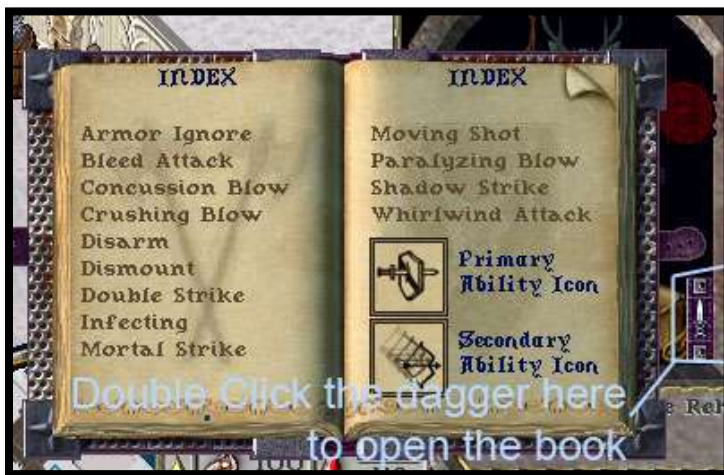 INDEX
Armor Ignore
Bleed Attack
Concussion Blow
Crushing Blow
Disarm
Dismount
Double Strike
Infecting
Mortal Strike
INDEX
Moving Shot
Paralyzing Blow
Shadow Strike
Whirlwind Attack
Primary
Ability Icon
Secondary
Ability Icon
Double Click the dagger here
to open the book